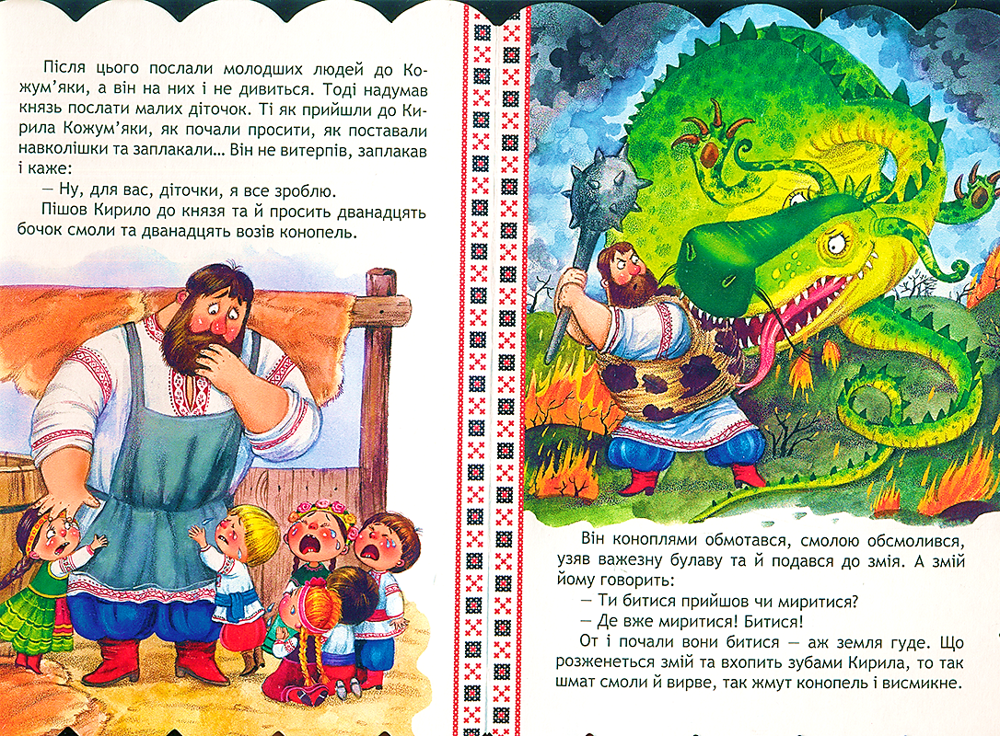 Після цього послали молодших людей до Ко-
жум’яки, а він на них і не дивиться. Тоді надумав
князь послати малих діточок. Ті як прийшли до Ки-
рила Кожум’яки, як почали просити, як поставали
навколішки та заплакали... Він не витерпів, заплакав
і каже:
— Ну, для вас, діточки, я все зроблю.
Пішов Кирило до князя та й просить дванадцять
бочок смоли та дванадцять возів конопель.
Він коноплями обмотався, смолою обсмолився,
узяв важезну булаву та й подався до змія. А змій
йому говорить:
— Ти битися прийшов чи миритися?
— Де вже миритися! Битися!
От і почали вони битися — аж земля гуде. Що
розженеться змій та вхопить зубами Кирила, то так
шмат смоли й вирве, так жмут конопель і висмикне.